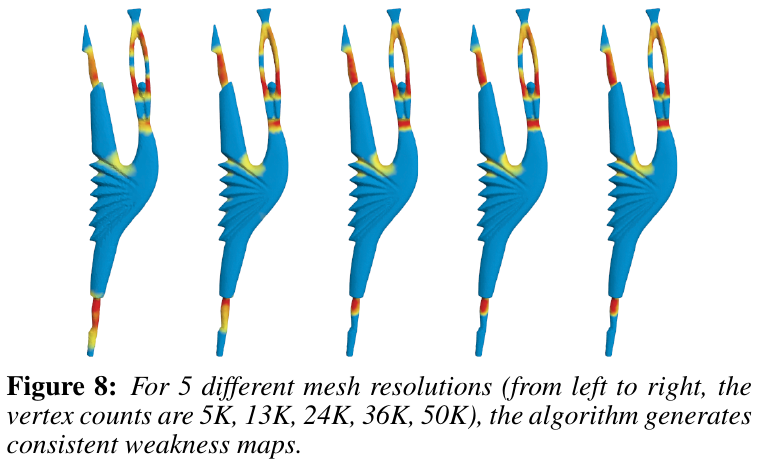 Figure 8: For 5 different mesh resolutions (from left to right, the
vertex counts are 5K, 13K, 24K, 36K, 50K), the algorithm generates
consistent weakness maps.